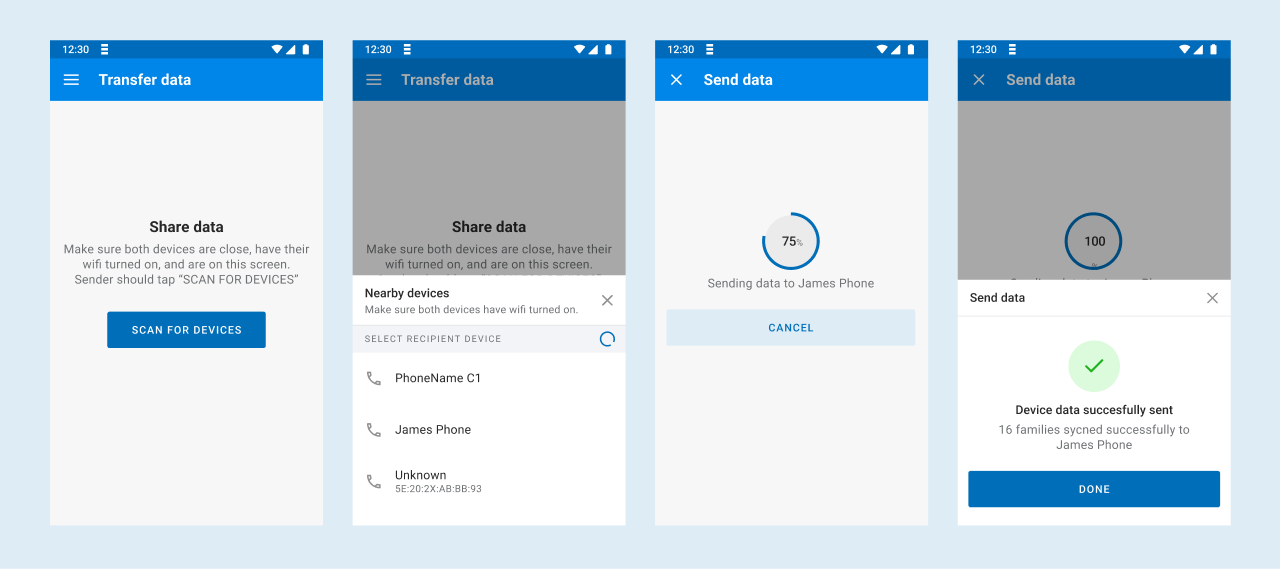 12:30
Transfer data
Share data
Make sure both devices are close, have their
wifi turned on, and are on this screen.
Sender should tap “SCAN FOR DEVICES”
SCAN FOR DEVICES
12:30
Transfer data
Share data
Make sure both devices are close, have their
wifi turned on, and are on this screen.
Nearby devices
Make sure both devices have wifi turned on.
SELECT RECIPIENT DEVICE
PhoneName C1
James Phone
Unknown
5E:20:2X:AB:BB:93
12:30
Send data
75%
Sending data to James Phone
CANCEL
12:30
Send data
100
%
Send data
Device data succesfully sent
16 families sycned successfully to
James Phone
DONE